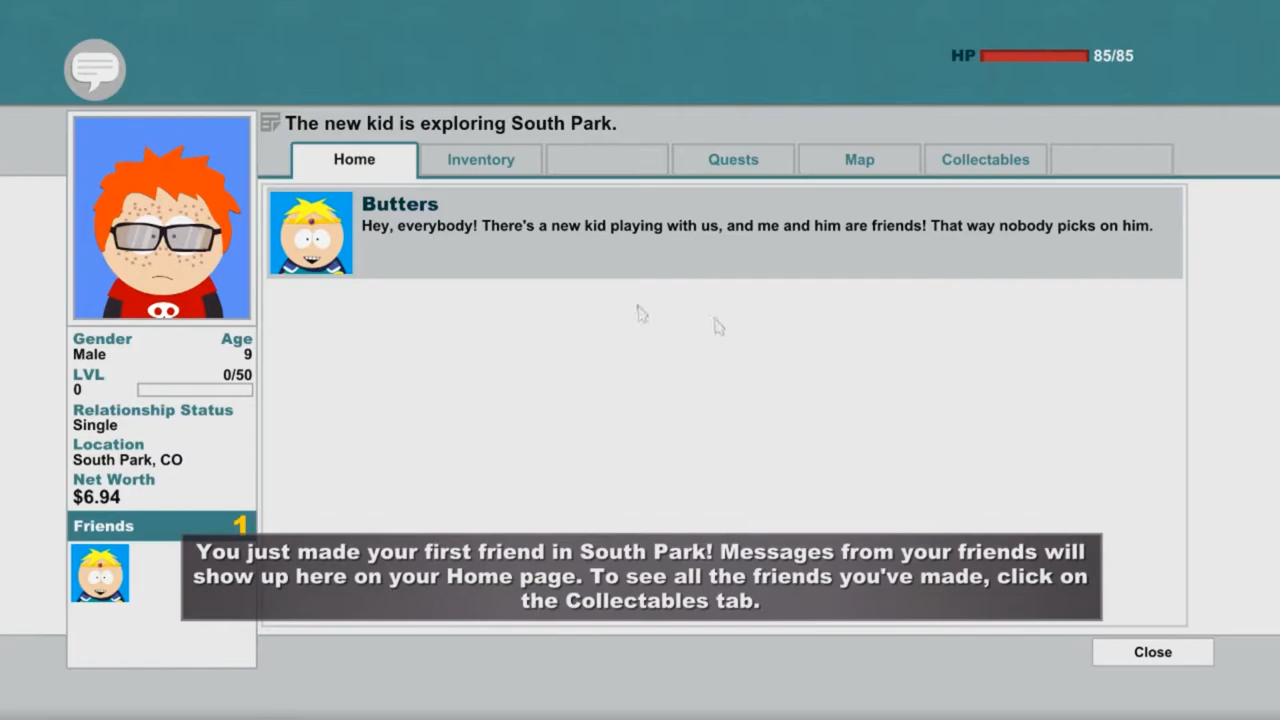 HP 85/85
The new kid is exploring South Park.
Home Inventory Quests Map Collectables
Butters
Hey, everybody! There's a new kid playing with us, and me and him are friends! That way nobody picks on him.
Gender Age
Male 9
LVL 0/50
0
Relationship Status
Single
Location
South Park, CO
Net Worth
$6.94
Friends 1
You just made your first friend in South Park! Messages from your friends will
show up here on your Home page. To see all the friends you've made, click on
the Collectables tab.
Close